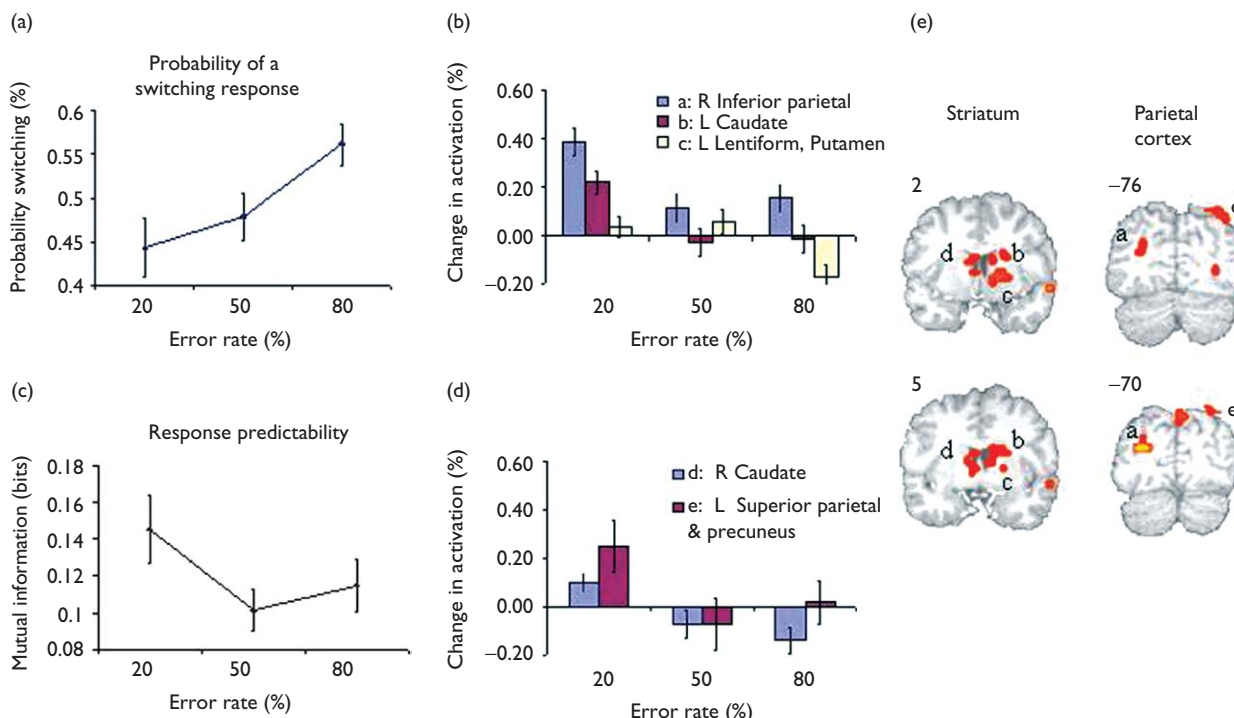 (a)
Probability of a
switching response
Probability switching (%)
0.6
0.55
0.5
0.45
0.4
20 50 80
Error rate (%)
(b)
Change in activation (%)
a: R Inferior parietal
b: L Caudate
c: L Lentiform, Putamen
0.60
0.40
0.20
0.00
−0.20
20 50 80
Error rate (%)
(c)
Response predictability
Mutual information (bits)
0.18
0.16
0.14
0.12
0.1
0.08
20 50 80
Error rate (%)
(d)
Change in activation (%)
d: R Caudate
e: L Superior parietal
& precuneus
0.60
0.40
0.20
0.00
−0.20
20 50 80
Error rate (%)
(e)
Striatum
Parietal
cortex
2
d b
c
−76
a e
5
d b
c
−70
a e